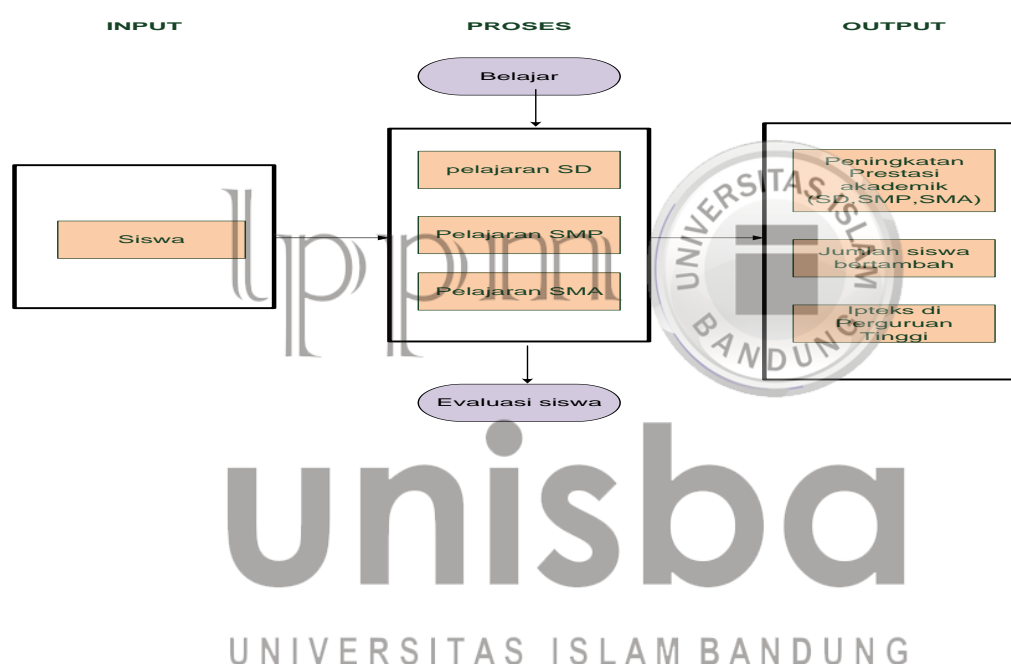 INPUT
PROSES
OUTPUT
Belajar
pelajaran SD
Pelajaran SMP
Pelajaran SMA
Siswa
Evaluasi siswa
Peningkatan
Prestasi
akademik
(SD,SMP,SMA)
Jumlah siswa
bertambah
Ipteks di
Perguruan
Tinggi
lppm
UNIVERSITAS ISLAM
BANDUNG
unisba
UNIVERSITAS ISLAM BANDUNG